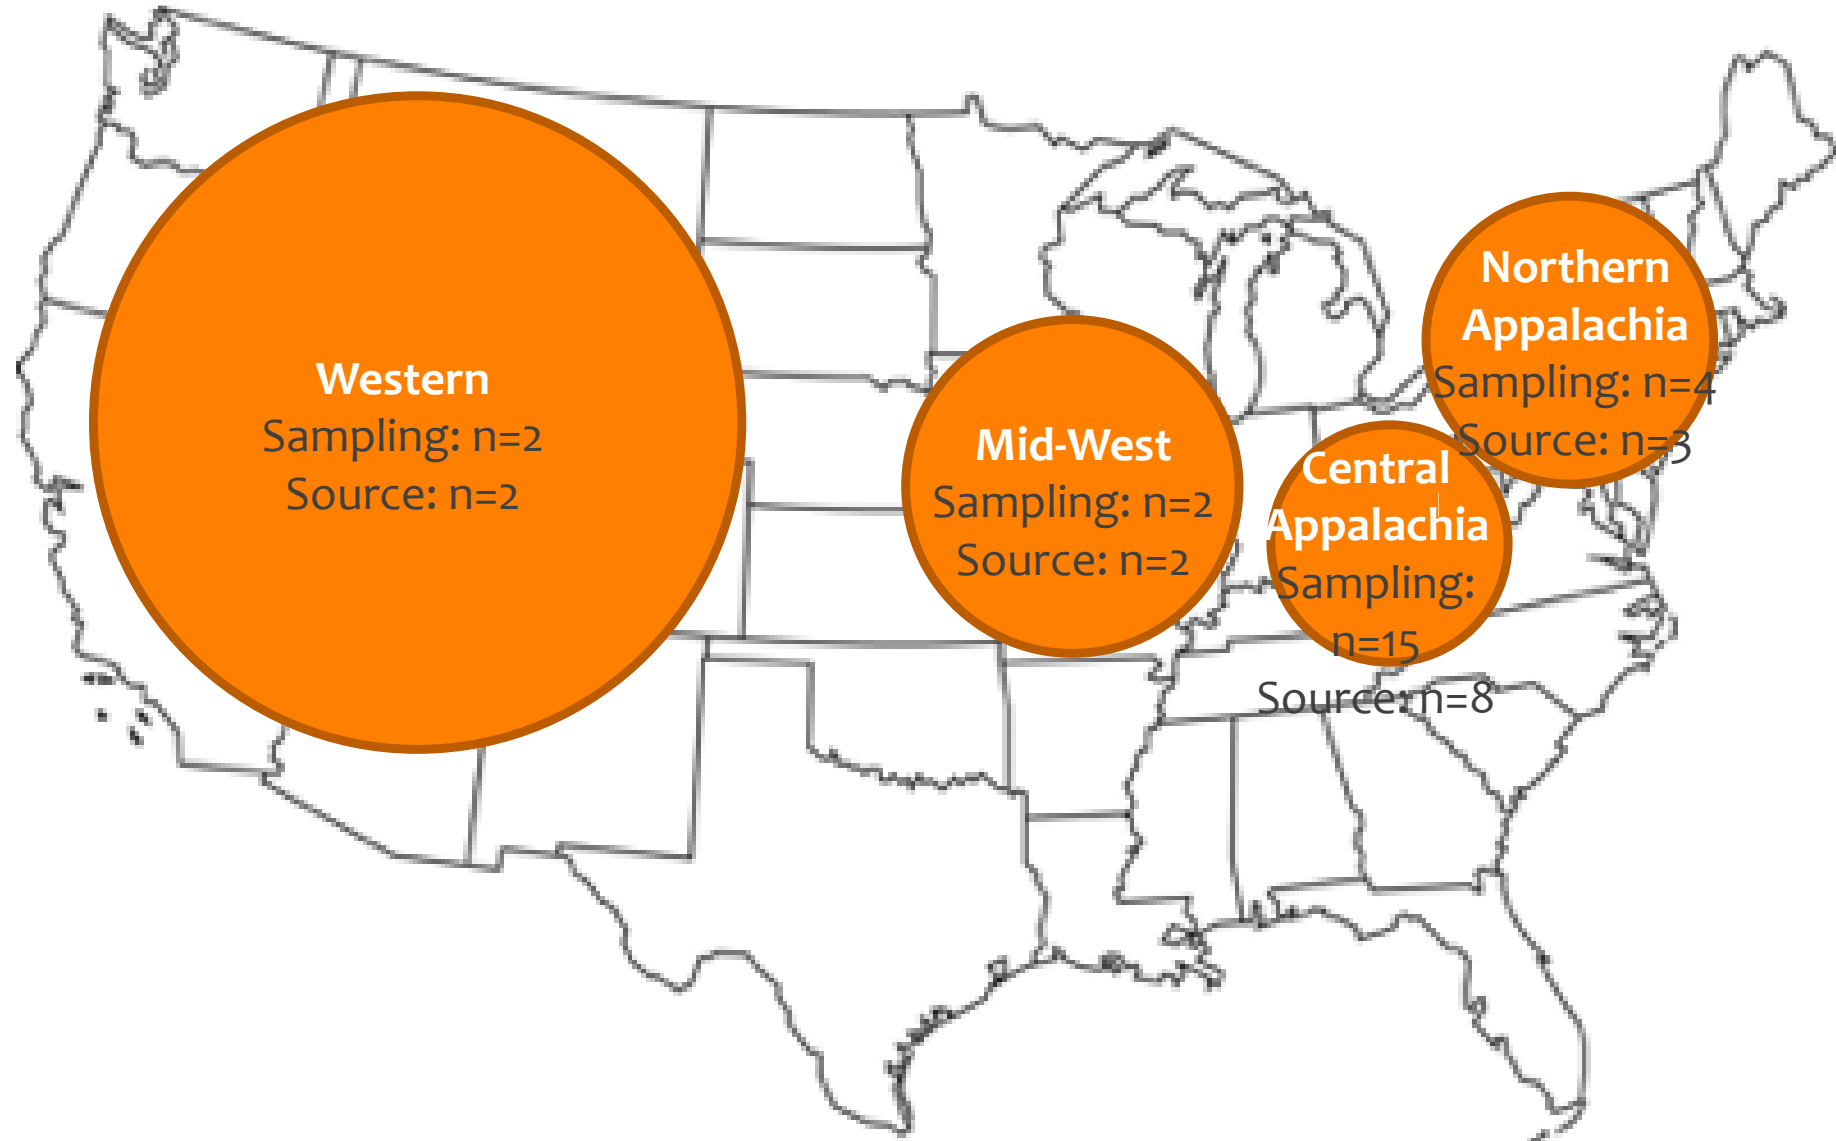 Western
Sampling: n=2
Source: n=2
Mid-West
Sampling: n=2
Source: n=2
Central
Appalachia
Sampling:
n=15
Source: n=8
Northern
Appalachia
Sampling: n=4
Source: n=3